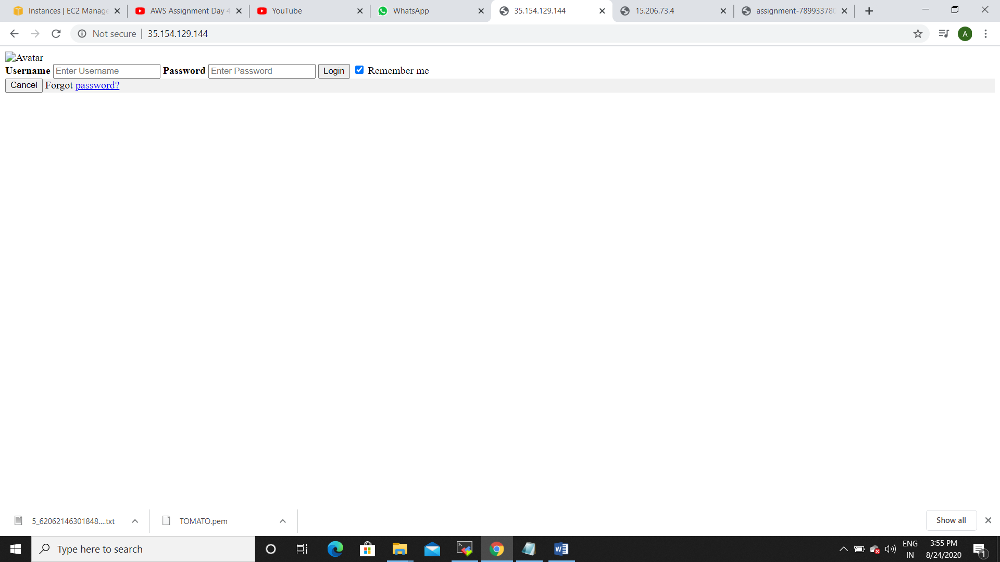 Instances | EC2 Manage
AWS Assignment Day 4
YouTube
WhatsApp
35.154.129.144
15.206.73.4
assignment-789933780
Not secure | 35.154.129.144
A
Avatar
Username Enter Username Password Enter Password Login Remember me
Cancel Forgot password?
5_62062146301848....txt
TOMATO.pem
Show all
Type here to search
ENG
IN
3:55 PM
8/24/2020
1